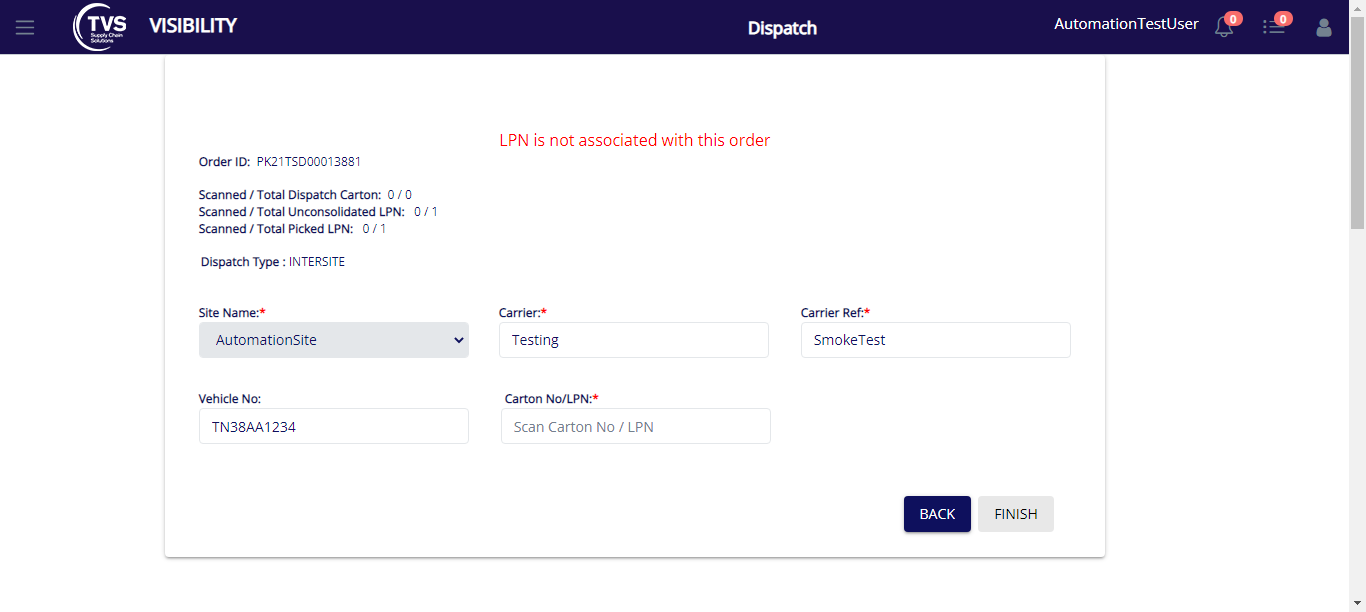 TVS
Supply Chain
Solutions
VISIBILITY
Dispatch
AutomationTestUser
0
0
LPN is not associated with this order
Order ID: PK21TSD00013881
Scanned / Total Dispatch Carton: 0 / 0
Scanned / Total Unconsolidated LPN: 0 / 1
Scanned / Total Picked LPN: 0 / 1
Dispatch Type : INTERSITE
Site Name:* Carrier:* Carrier Ref:*
AutomationSite Testing SmokeTest
Vehicle No: Carton No/LPN:*
TN38AA1234 Scan Carton No / LPN
BACK FINISH